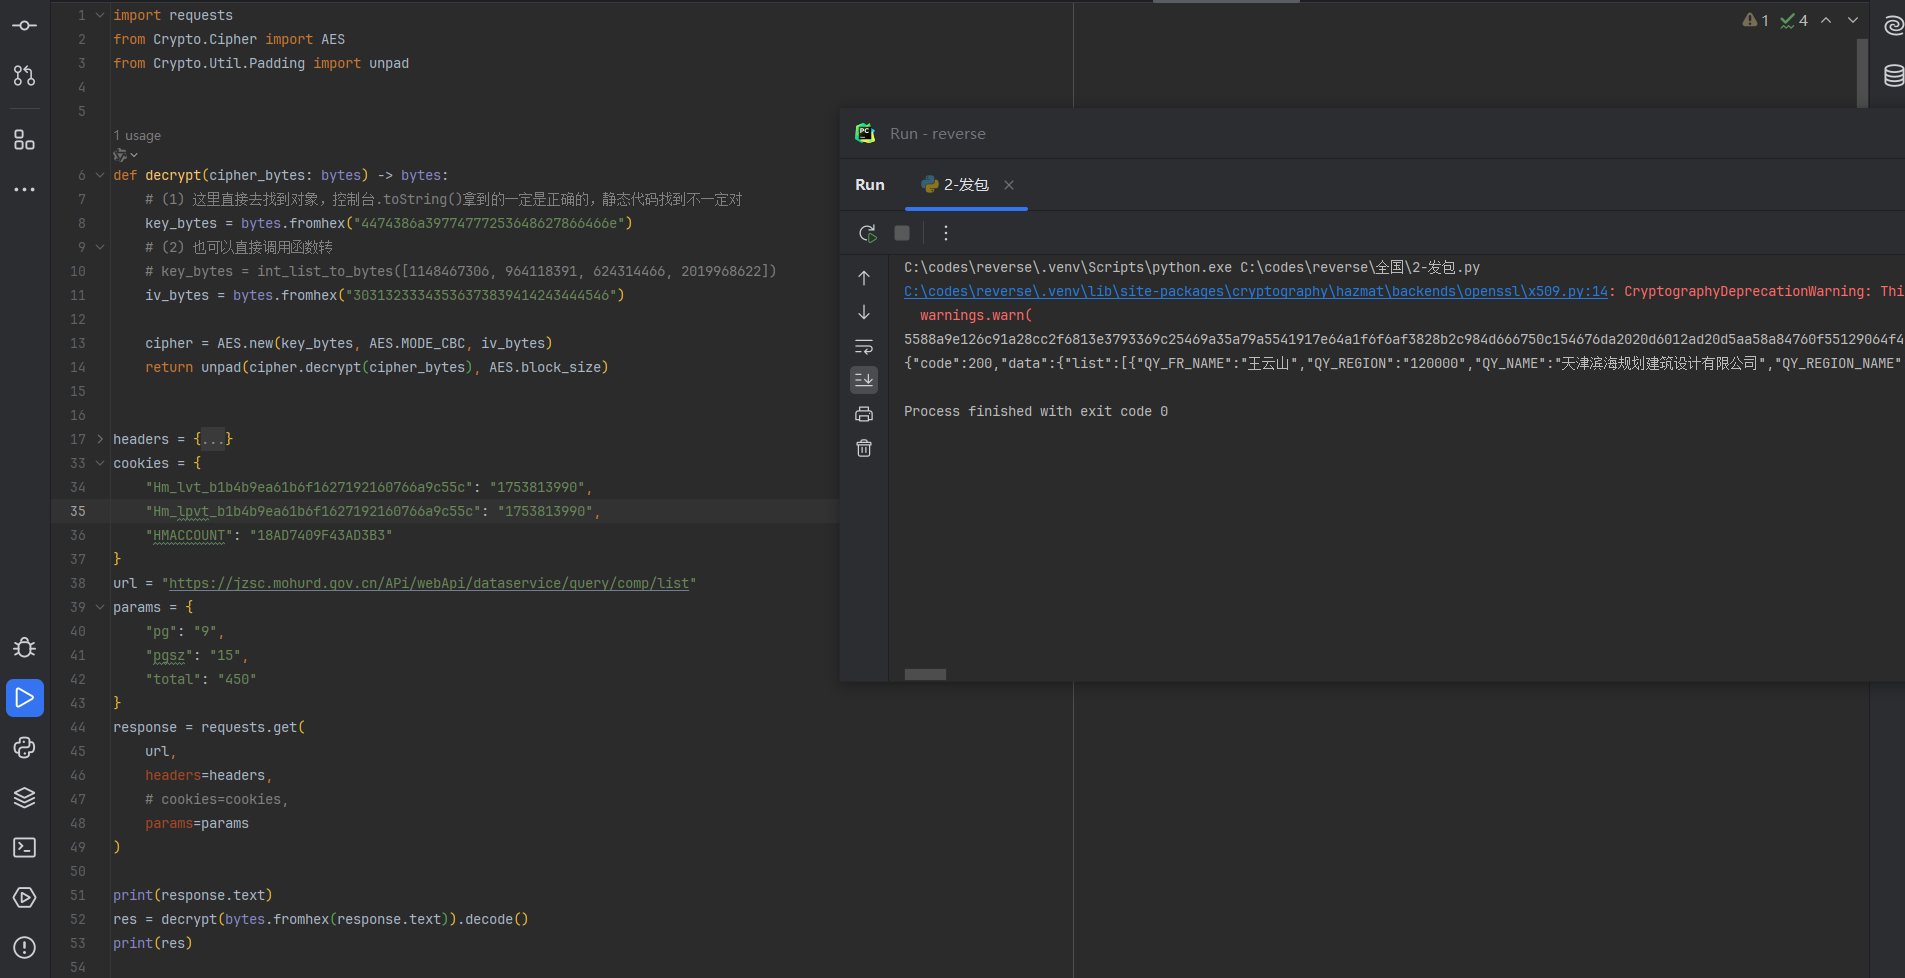 1 import requests
2 from Crypto.Cipher import AES
3 from Crypto.Util.Padding import unpad
4
5
1 usage
6 def decrypt(cipher_bytes: bytes) -> bytes:
7 # (1) 这里直接去找到对象，控制台.toString()拿到的一定是正确的，静态代码找到不一定对
8 key_bytes = bytes.fromhex("4474386a397747772536486278664​66e")
9 # (2) 也可以直接调用函数转
10 # key_bytes = int_list_to_bytes([1148467306, 964118391, 624314466, 2019968622])
11 iv_bytes = bytes.fromhex("30313233343536373839414243444546")
12
13 cipher = AES.new(key_bytes, AES.MODE_CBC, iv_bytes)
14 return unpad(cipher.decrypt(cipher_bytes), AES.block_size)
15
16
17 headers = {...}
33 cookies = {
34 "Hm_lvt_b1b4b9ea61b6f1627192160766a9c55c": "1753813990",
35 "Hm_lpvt_b1b4b9ea61b6f1627192160766a9c55c": "1753813990",
36 "HMACCOUNT": "18AD7409F43AD3B3"
37 }
38 url = "https://jzsc.mohurd.gov.cn/APi/webApi/dataservice/query/comp/list"
39 params = {
40 "pg": "9",
41 "pgsz": "15",
42 "total": "450"
43 }
44 response = requests.get(
45 url,
46 headers=headers,
47 # cookies=cookies,
48 params=params
49 )
50
51 print(response.text)
52 res = decrypt(bytes.fromhex(response.text)).decode()
53 print(res)
54
1 4
Run - reverse
Run 2-发包
C:\codes\reverse\.venv\Scripts\python.exe C:\codes\reverse\全国\2-发包.py
C:\codes\reverse\.venv\lib\site-packages\cryptography\hazmat\backends\openssl\x509.py:14: CryptographyDeprecationWarning: Thi
warnings.warn(
5588a9e126c91a28cc2f6813e3793369c25469a35a79a5541917e64a1f6f6af3828b2c984d666750c154676da2020d6012ad20d5aa58a84760f55129064f4
{"code":200,"data":{"list":[{"QY_FR_NAME":"王云山","QY_REGION":"120000","QY_NAME":"天津滨海规划建筑设计有限公司","QY_REGION_NAME"
Process finished with exit code 0